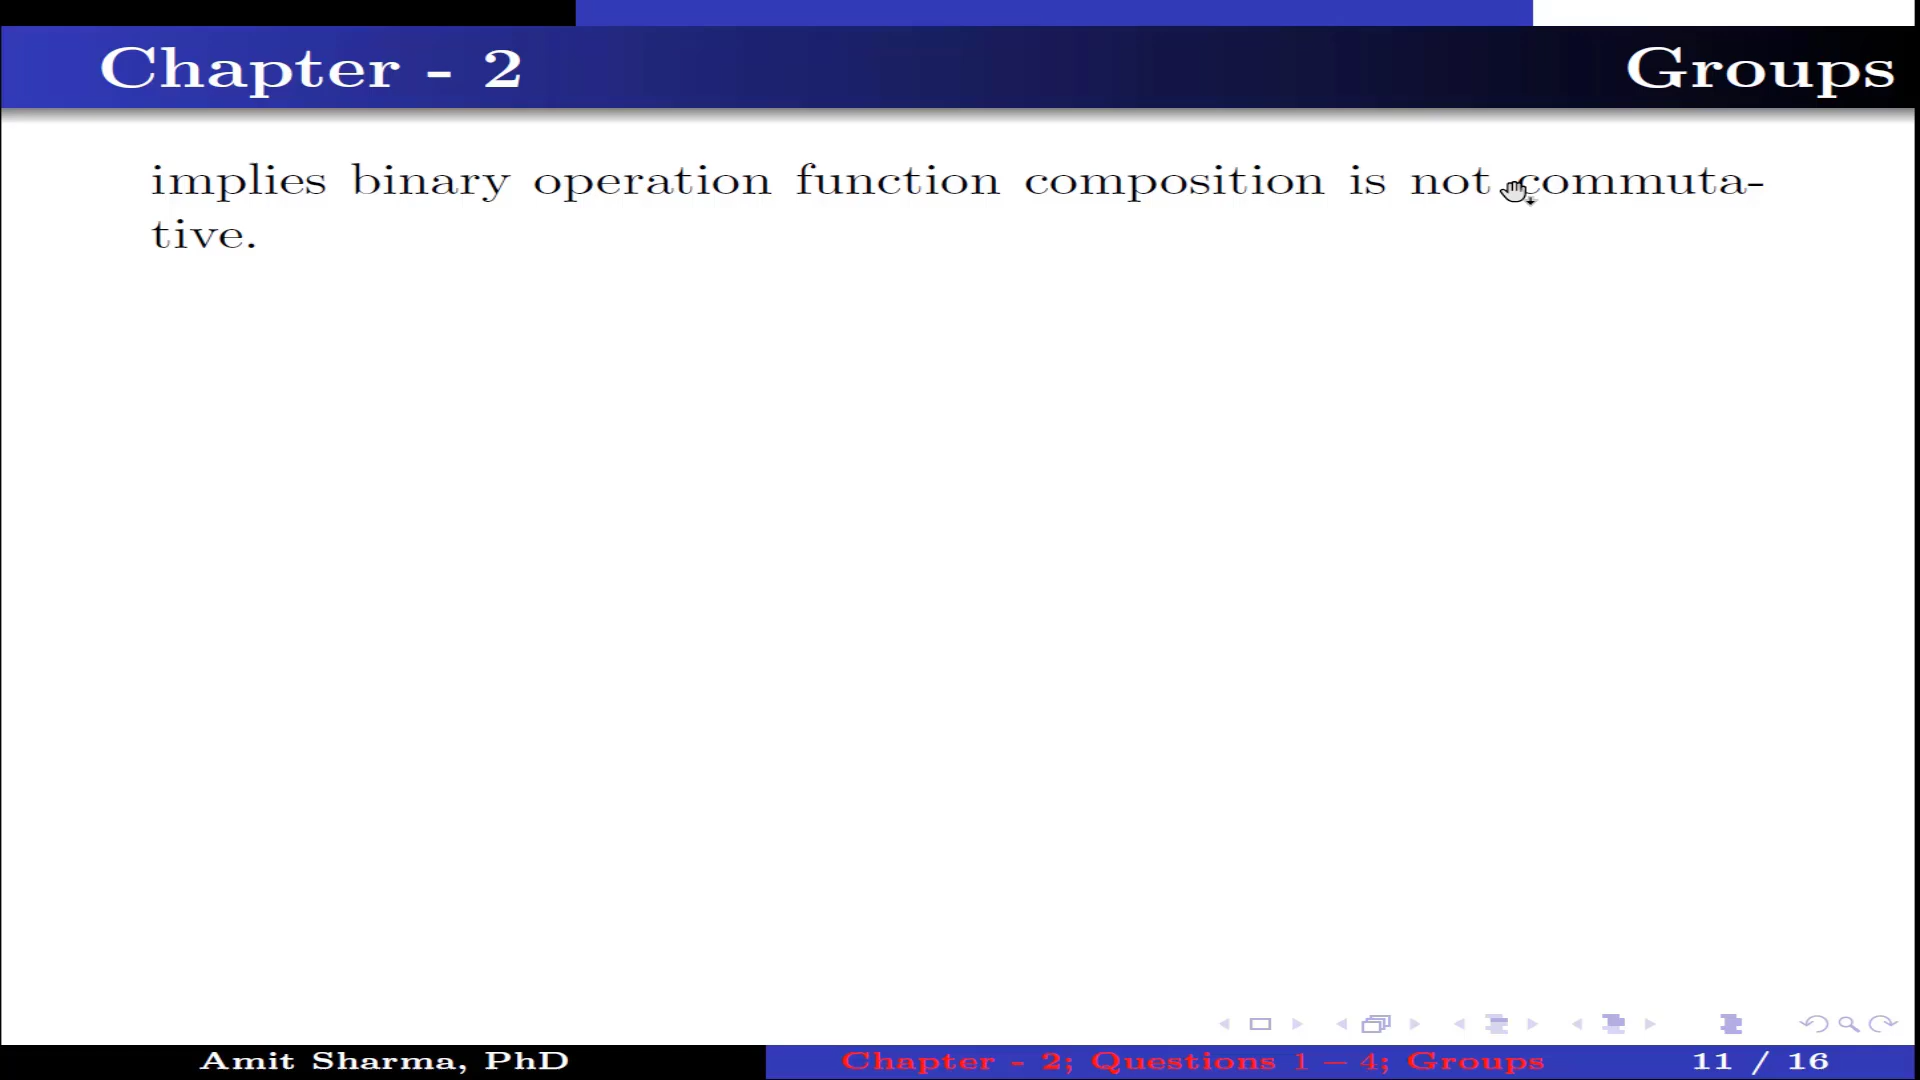 Chapter - 2 Groups
implies binary operation function composition is not commuta-
tive.
Amit Sharma, PhD Chapter - 2; Questions 1 – 4; Groups 11 / 16